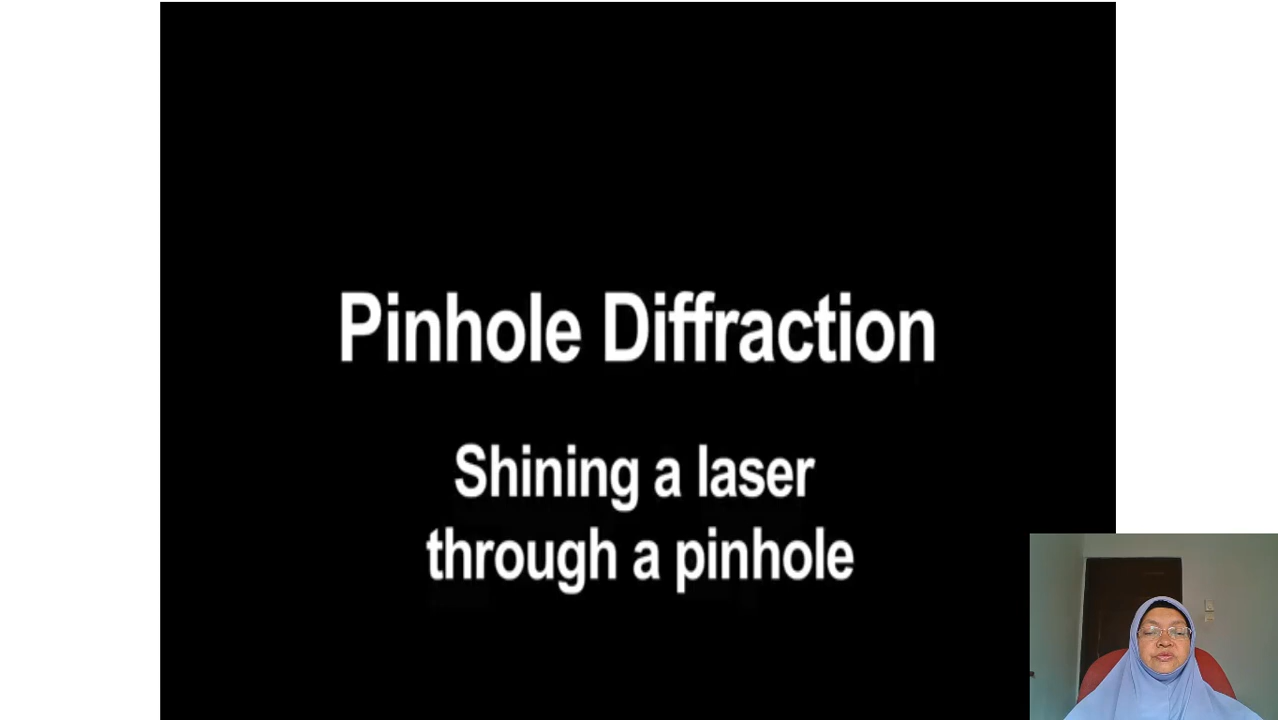 Pinhole Diffraction
Shining a laser
through a pinhole